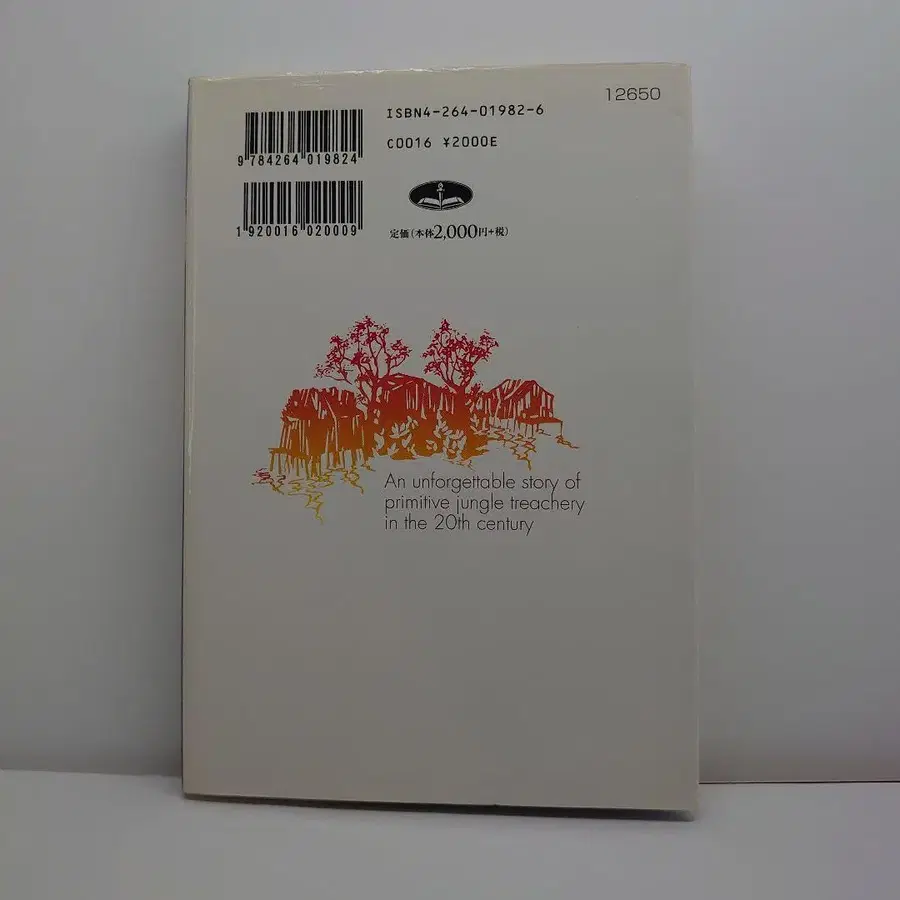 12650
ISBN4-264-01982-6
C0016 ¥2000E
9 784264 019824
1 920016 020009
定価(本体2,000円+税)
An unforgettable story of
primitive jungle treachery
in the 20th century